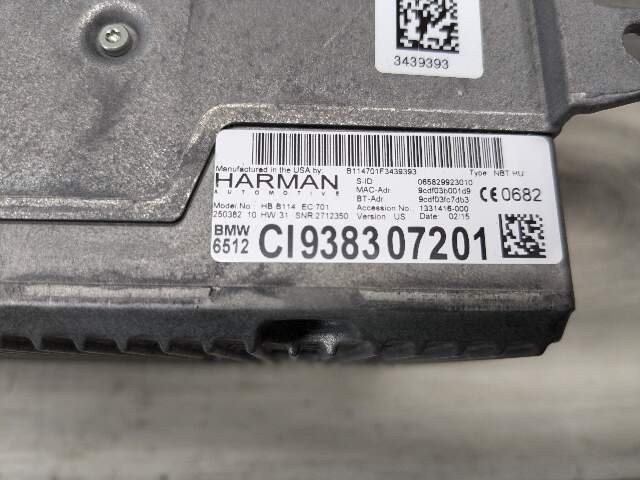 3439393
Manufactured in the USA by:
HARMAN
AUTOMOTIVE
B114701F3439393
Type NBT HU
S-ID 065829923010
MAC-Adr 9cdf03b001d9
BT-Adr 9cdf03fc7db3
CE 0682
Model No.: HB B114 EC-701
Accession No.: 1331416-000
250382 10 HW 31 SNR 2712350
Version US Date: 02/15
BMW
6512
CI938307201